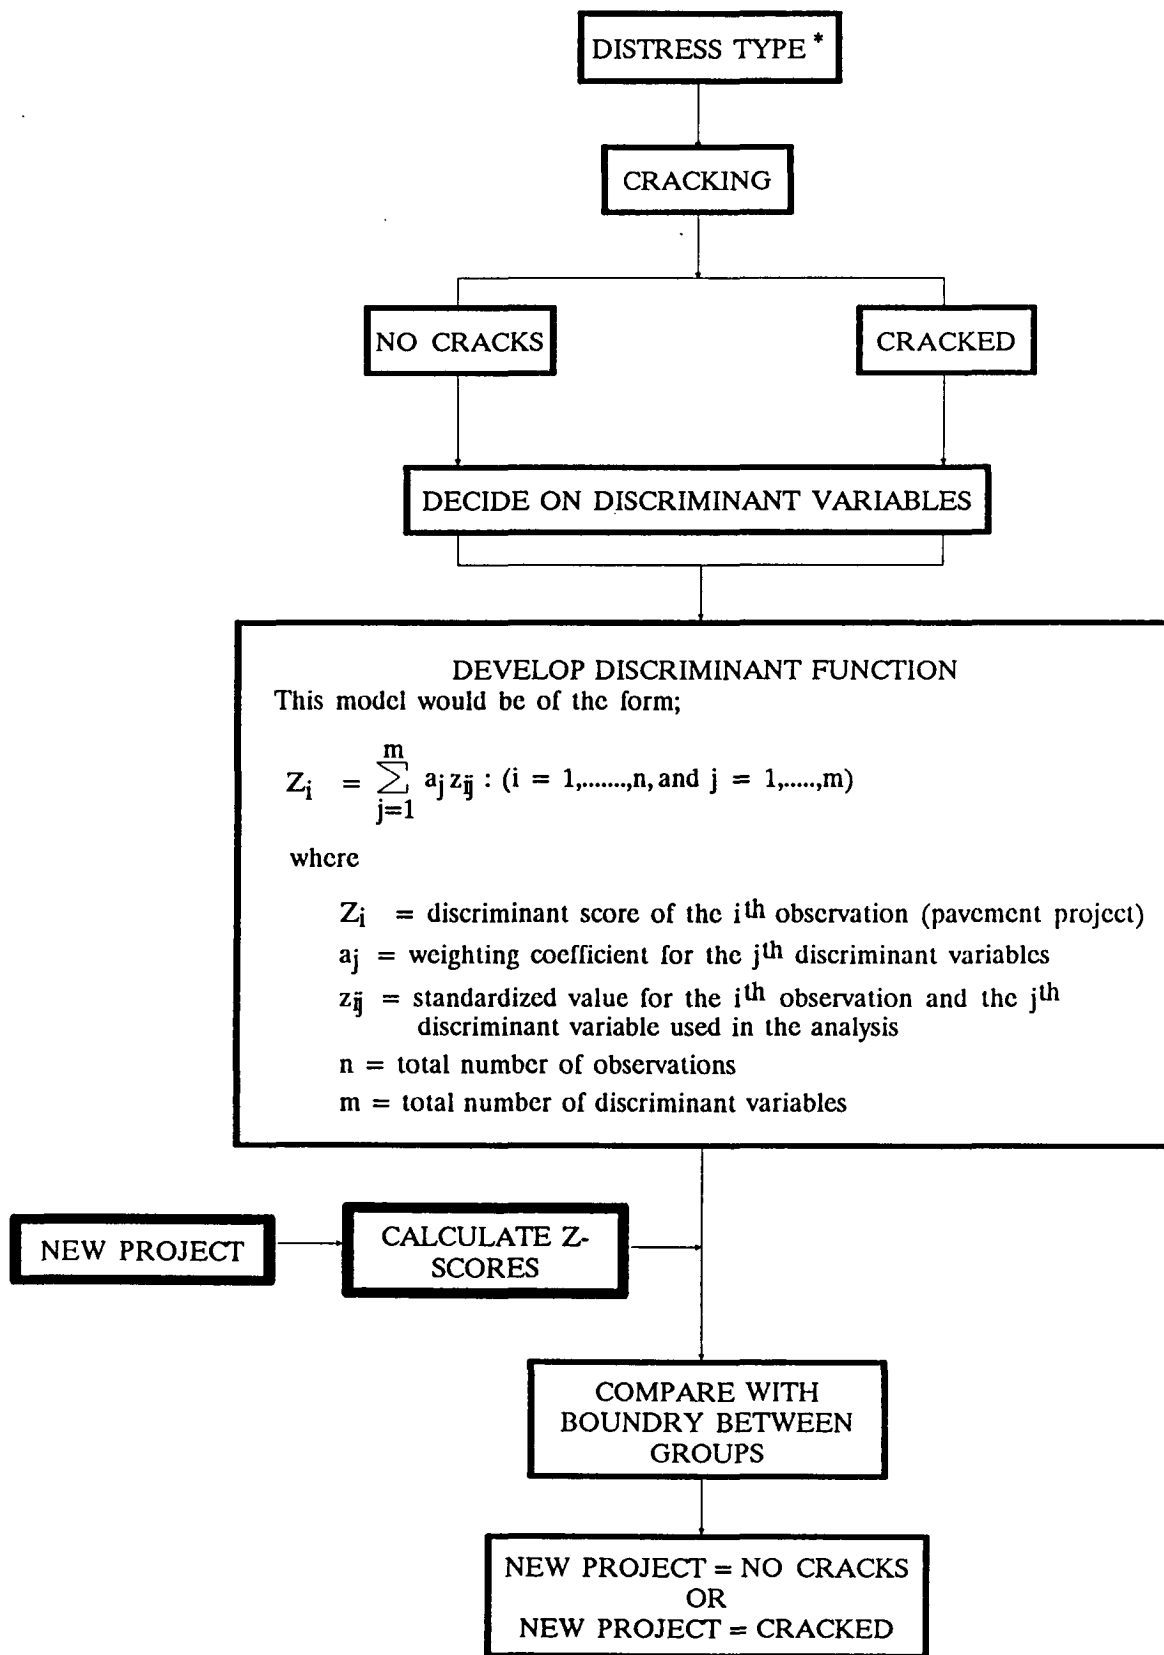 DISTRESS TYPE *
CRACKING
NO CRACKS
CRACKED
DECIDE ON DISCRIMINANT VARIABLES
DEVELOP DISCRIMINANT FUNCTION
This model would be of the form;
m
Zi = ∑ aj zij : (i = 1,.......,n, and j = 1,.....,m)
j=1
where
Zi = discriminant score of the ith observation (pavement project)
aj = weighting coefficient for the jth discriminant variables
zij = standardized value for the ith observation and the jth
discriminant variable used in the analysis
n = total number of observations
m = total number of discriminant variables
NEW PROJECT
CALCULATE Z-
SCORES
COMPARE WITH
BOUNDRY BETWEEN
GROUPS
NEW PROJECT = NO CRACKS
OR
NEW PROJECT = CRACKED